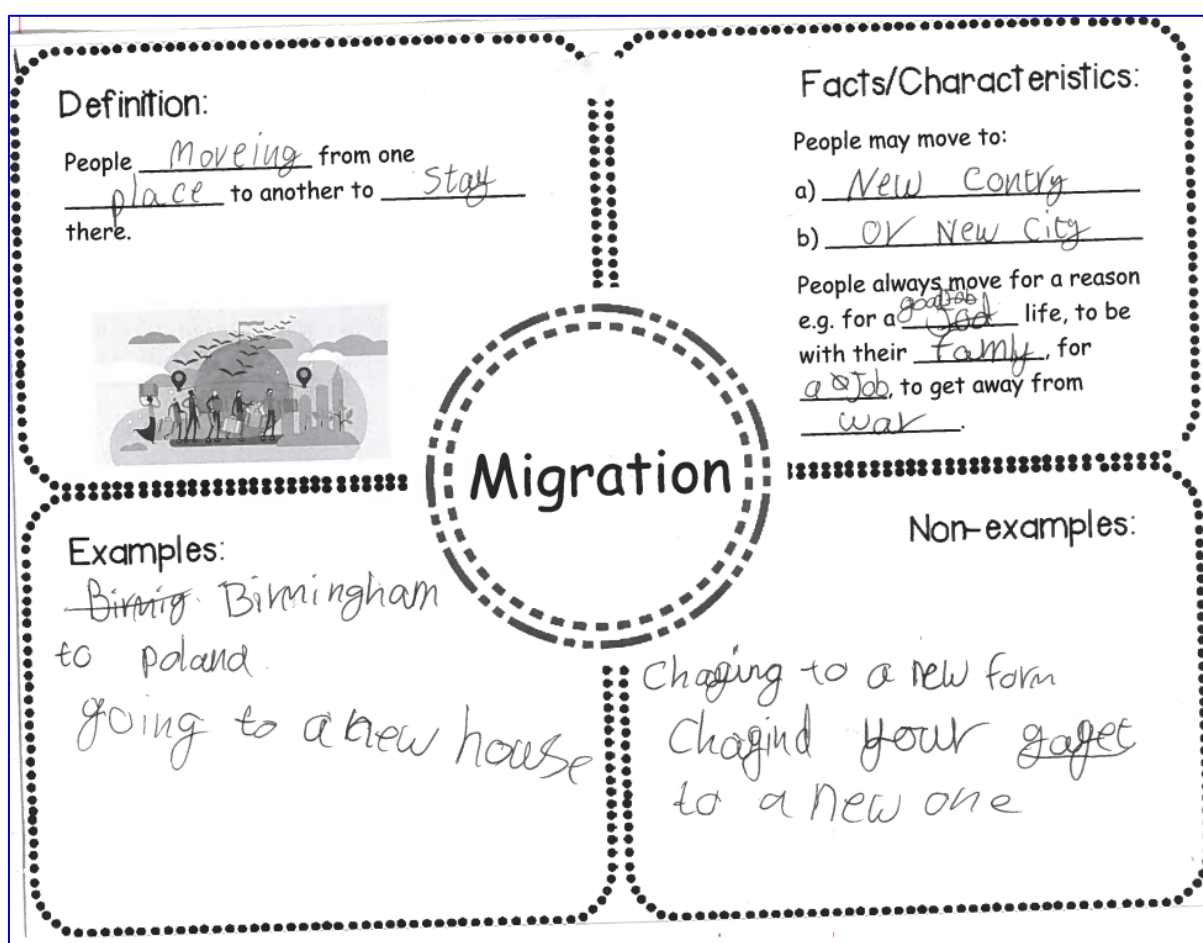 Definition:
People Moveing from one
place to another to stay
there.
Facts/Characteristics:
People may move to:
a) New Contry
b) or New City
People always move for a reason
good Job
e.g. for a life, to be
with their famly, for
a Job, to get away from
war.
Migration
Examples:
Birmig. Birmingham
to poland
going to a new house
Non-examples:
Chaging to a new form
Chagind your gaget
to a new one